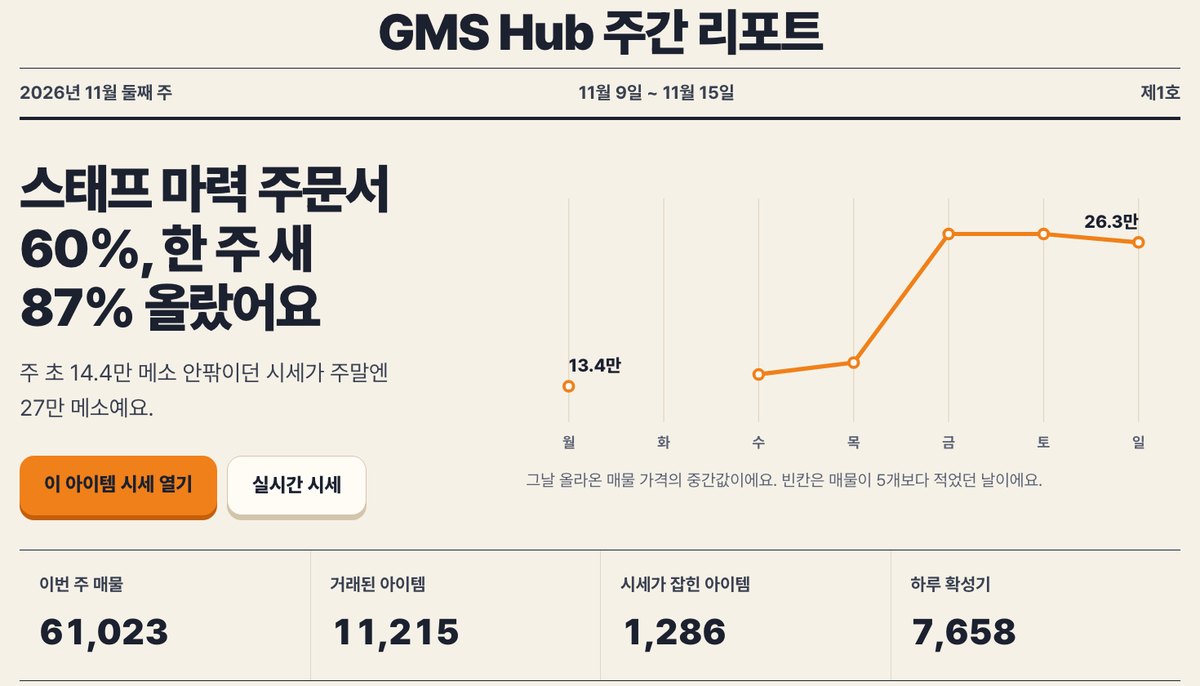 GMS Hub 주간 리포트
2026년 11월 둘째 주
11월 9일 ~ 11월 15일
제1호
스태프 마력 주문서
60%, 한 주 새
87% 올랐어요
주 초 14.4만 메소 안팎이던 시세가 주말엔
27만 메소예요.
이 아이템 시세 열기
실시간 시세
13.4만
26.3만
월 화 수 목 금 토 일
그날 올라온 매물 가격의 중간값이에요. 빈칸은 매물이 5개보다 적었던 날이에요.
이번 주 매물
61,023
거래된 아이템
11,215
시세가 잡힌 아이템
1,286
하루 확성기
7,658